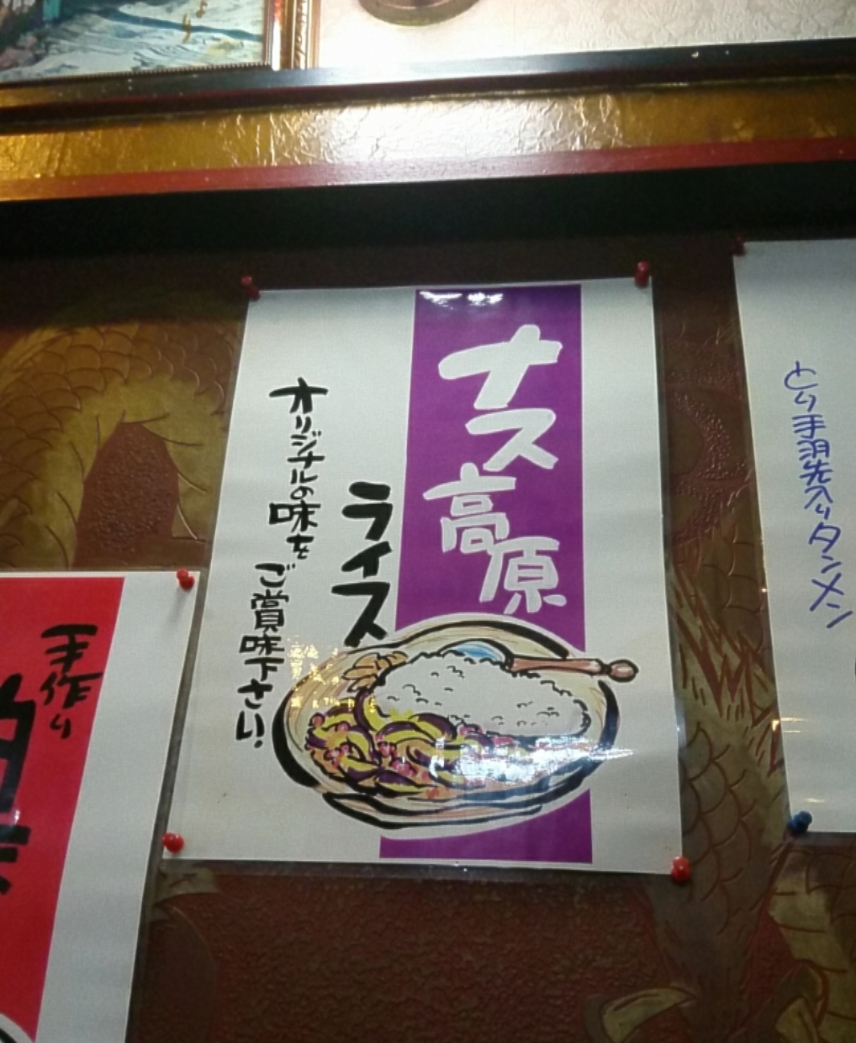 ナス高原
ライス
オリジナルの味を
ご賞味下さい.
とり手羽先入りタンメン
手作り